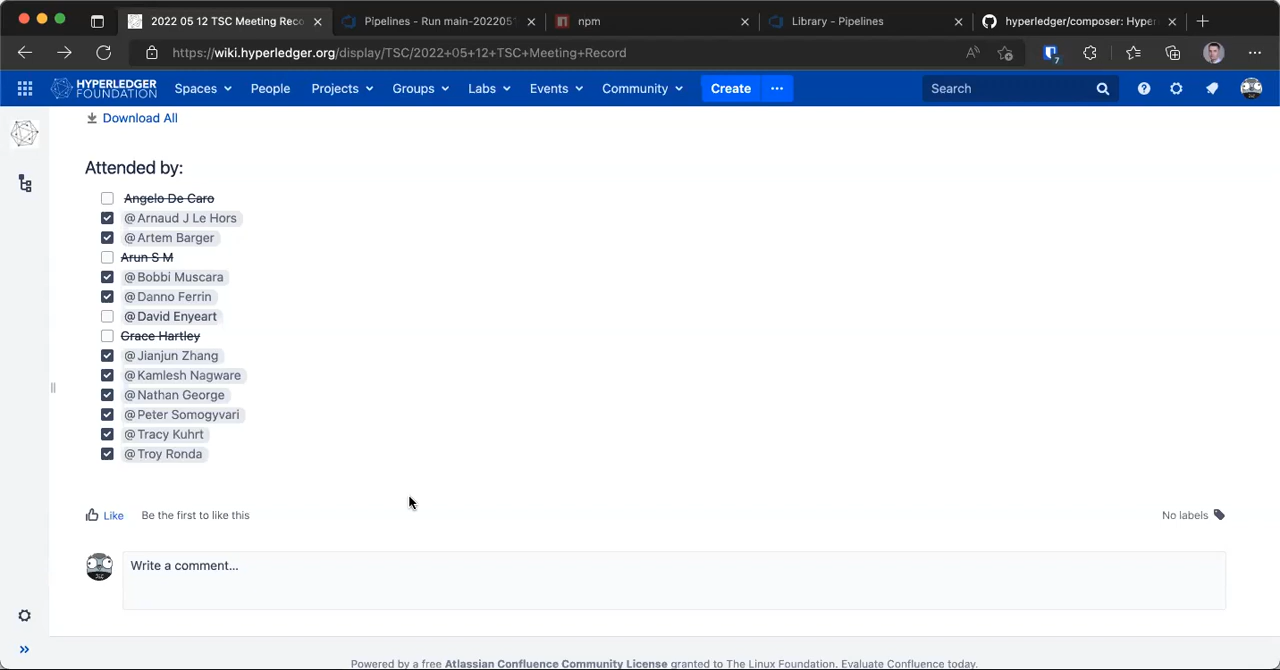 2022 05 12 TSC Meeting Reco
Pipelines - Run main-202205
npm
Library - Pipelines
hyperledger/composer: Hyper
https://wiki.hyperledger.org/display/TSC/2022+05+12+TSC+Meeting+Record
HYPERLEDGER FOUNDATION
Spaces
People
Projects
Groups
Labs
Events
Community
Create
Search
Download All
Attended by:
Angelo De Caro
@Arnaud J Le Hors
@Artem Barger
Arun S M
@Bobbi Muscara
@Danno Ferrin
@David Enyeart
Grace Hartley
@Jianjun Zhang
@Kamlesh Nagware
@Nathan George
@Peter Somogyvari
@Tracy Kuhrt
@Troy Ronda
Like
Be the first to like this
No labels
Write a comment...
Powered by a free Atlassian Confluence Community License granted to The Linux Foundation. Evaluate Confluence today.